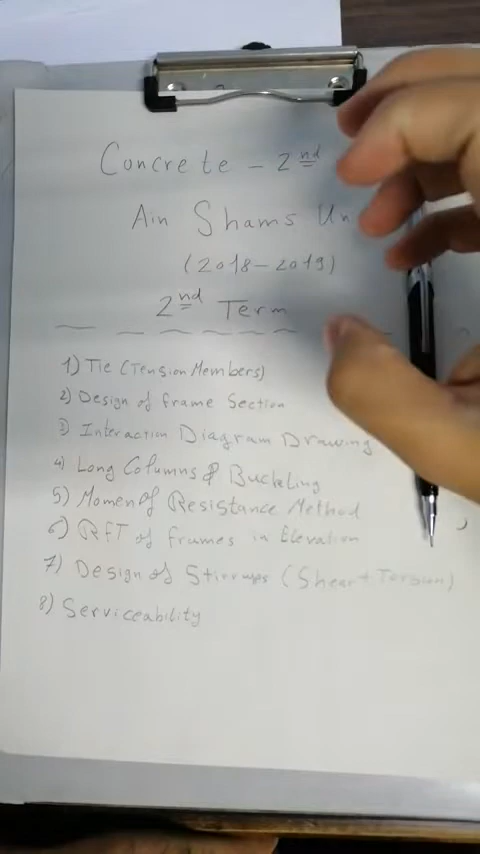 Concrete - 2nd
Ain Shams Un
(2018-2019)
2nd Term
1) Tie (Tension Members)
2) Design of frame Section
3) Interaction Diagram Drawing
4) Long Columns & Buckling
5) Momen of Resistance Method
6) RFT of frames in Elevation
7) Design of Stirrups (Shear + Torsion)
8) Serviceability